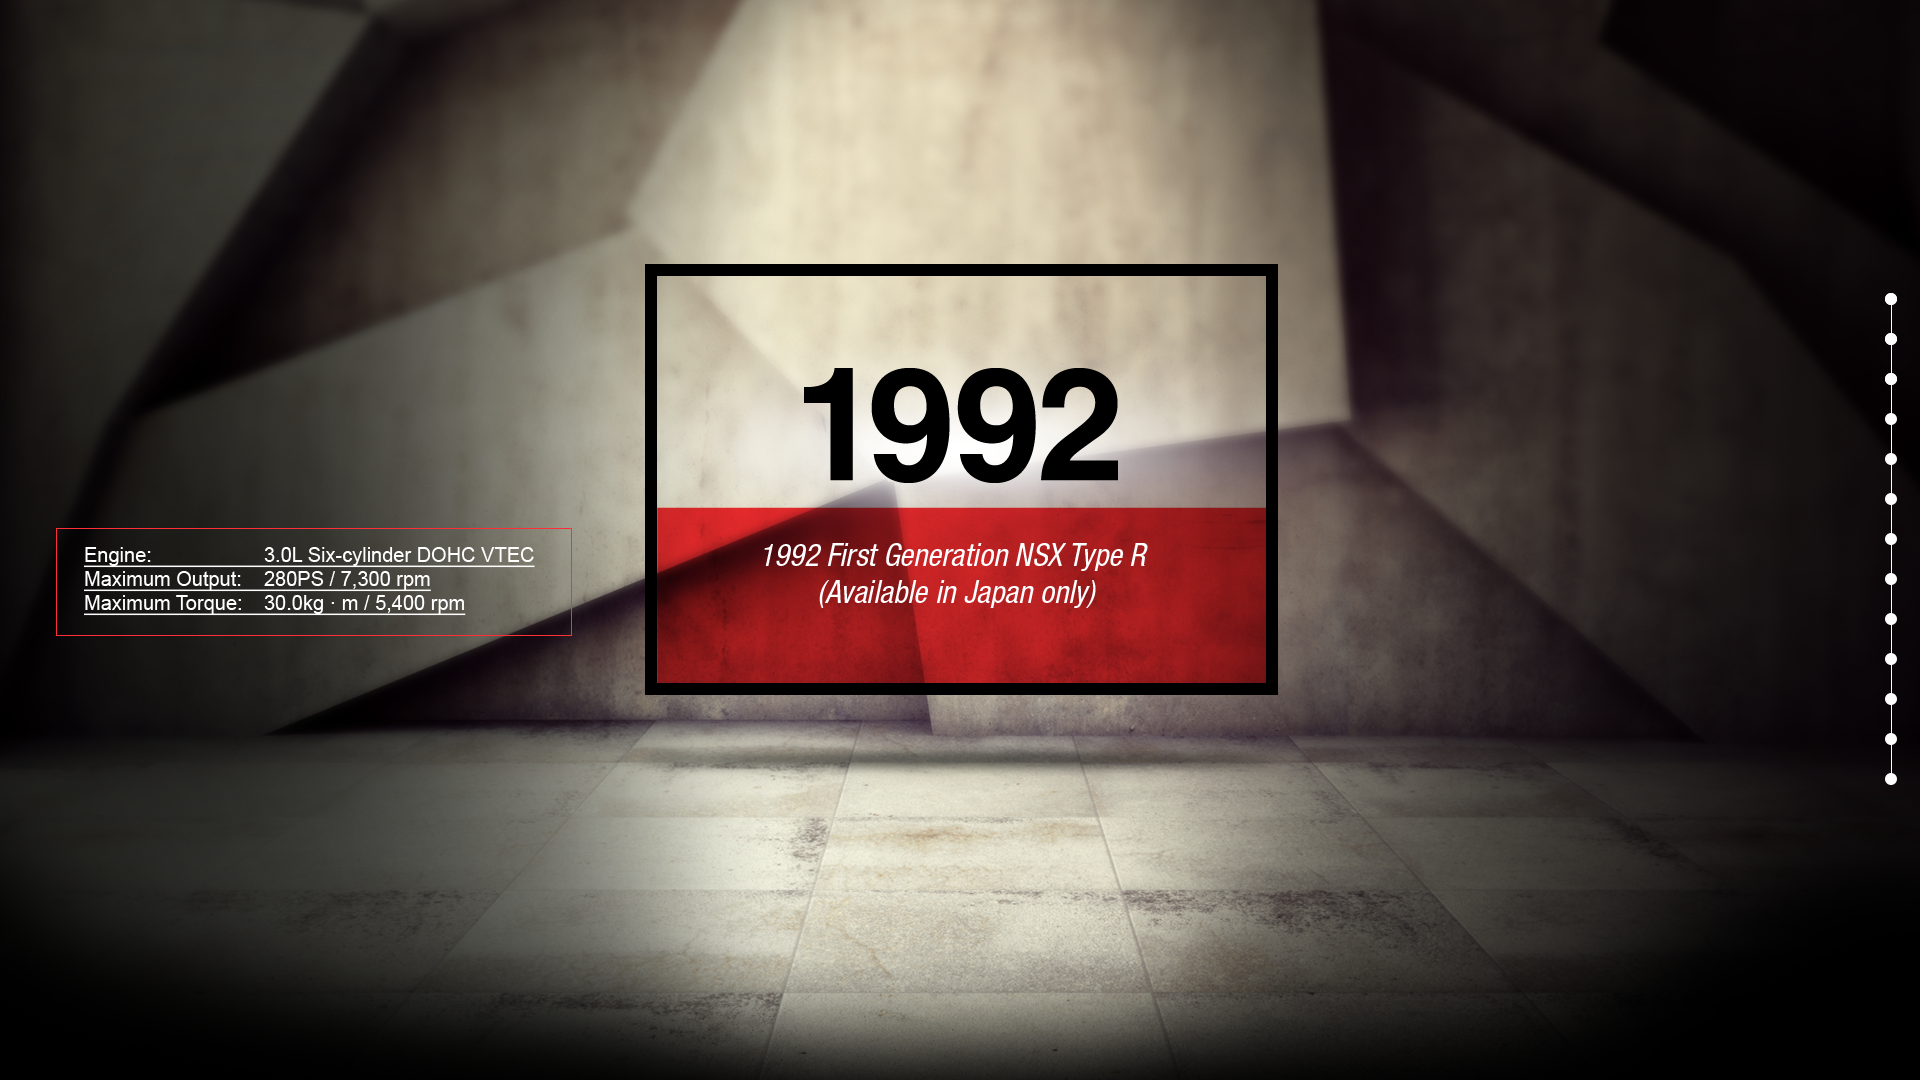 1992
1992 First Generation NSX Type R
(Available in Japan only)
Engine: 3.0L Six-cylinder DOHC VTEC
Maximum Output: 280PS / 7,300 rpm
Maximum Torque: 30.0kg · m / 5,400 rpm